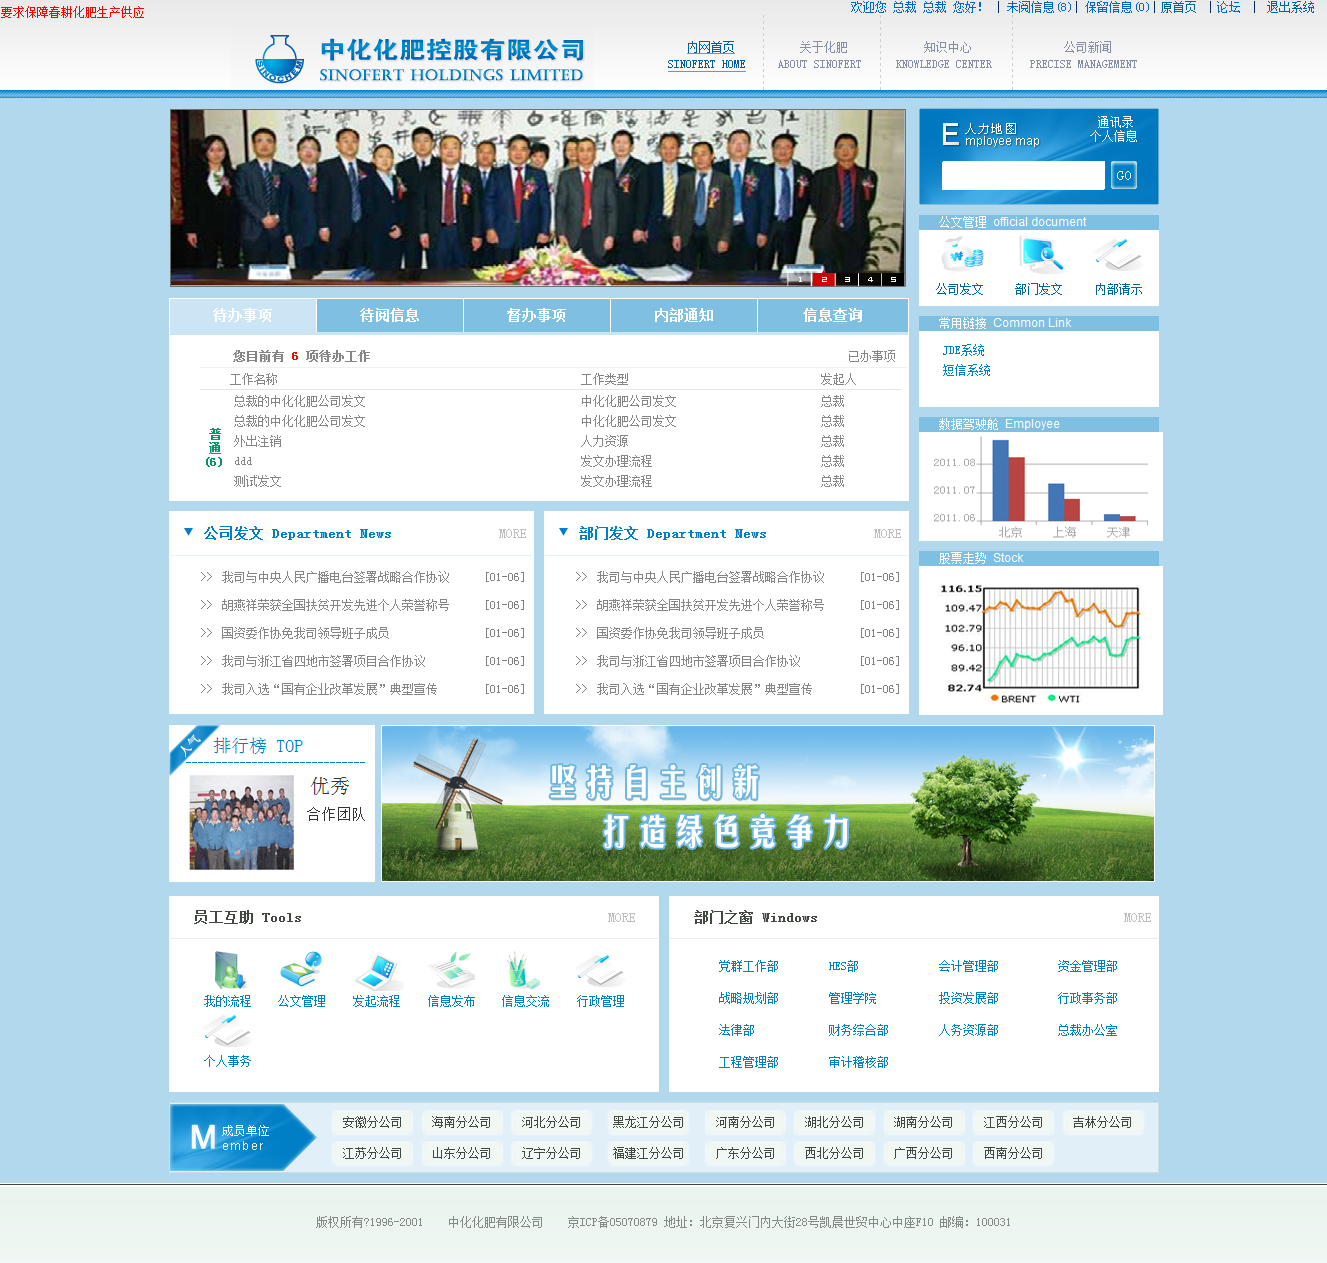 要求保障春耕化肥生产供应
欢迎您 总裁 总裁 您好！ | 未阅信息(8)| 保留信息(0)| 原首页 | 论坛 | 退出系统
SINOCHEM
中化化肥控股有限公司
SINOFERT HOLDINGS LIMITED
内网首页 关于化肥 知识中心 公司新闻
SINOFERT HOME ABOUT SINOFERT KNOWLEDGE CENTER PRECISE MANAGEMENT
1 2 3 4 5
E 人力地图
mployee map
通讯录
个人信息
GO
公文管理 official document
公司发文 部门发文 内部请示
常用链接 Common Link
JDE系统
短信系统
数据驾驶舱 Employee
2011.08
2011.07
2011.06
北京 上海 天津
股票走势 Stock
116.15
109.47
102.79
96.10
89.42
82.74
BRENT WTI
待办事项 待阅信息 督办事项 内部通知 信息查询
您目前有 6 项待办工作 已办事项
工作名称 工作类型 发起人
普通(6)
总裁的中化化肥公司发文 中化化肥公司发文 总裁
总裁的中化化肥公司发文 中化化肥公司发文 总裁
外出注销 人力资源 总裁
ddd 发文办理流程 总裁
测试发文 发文办理流程 总裁
公司发文 Department News MORE
>> 我司与中央人民广播电台签署战略合作协议 [01-06]
>> 胡燕祥荣获全国扶贫开发先进个人荣誉称号 [01-06]
>> 国资委作协免我司领导班子成员 [01-06]
>> 我司与浙江省四地市签署项目合作协议 [01-06]
>> 我司入选“国有企业改革发展”典型宣传 [01-06]
部门发文 Department News MORE
>> 我司与中央人民广播电台签署战略合作协议 [01-06]
>> 胡燕祥荣获全国扶贫开发先进个人荣誉称号 [01-06]
>> 国资委作协免我司领导班子成员 [01-06]
>> 我司与浙江省四地市签署项目合作协议 [01-06]
>> 我司入选“国有企业改革发展”典型宣传 [01-06]
人气
排行榜 TOP
优秀
合作团队
坚持自主创新
打造绿色竞争力
员工互助 Tools MORE
我的流程 公文管理 发起流程 信息发布 信息交流 行政管理
个人事务
部门之窗 Windows MORE
党群工作部 HES部 会计管理部 资金管理部
战略规划部 管理学院 投资发展部 行政事务部
法律部 财务综合部 人务资源部 总裁办公室
工程管理部 审计稽核部
M 成员单位
ember
安徽分公司 海南分公司 河北分公司 黑龙江分公司 河南分公司 湖北分公司 湖南分公司 江西分公司 吉林分公司
江苏分公司 山东分公司 辽宁分公司 福建江分公司 广东分公司 西北分公司 广西分公司 西南分公司
版权所有?1996-2001 中化化肥有限公司 京ICP备05070879 地址：北京复兴门内大街28号凯晨世贸中心中座F10 邮编：100031